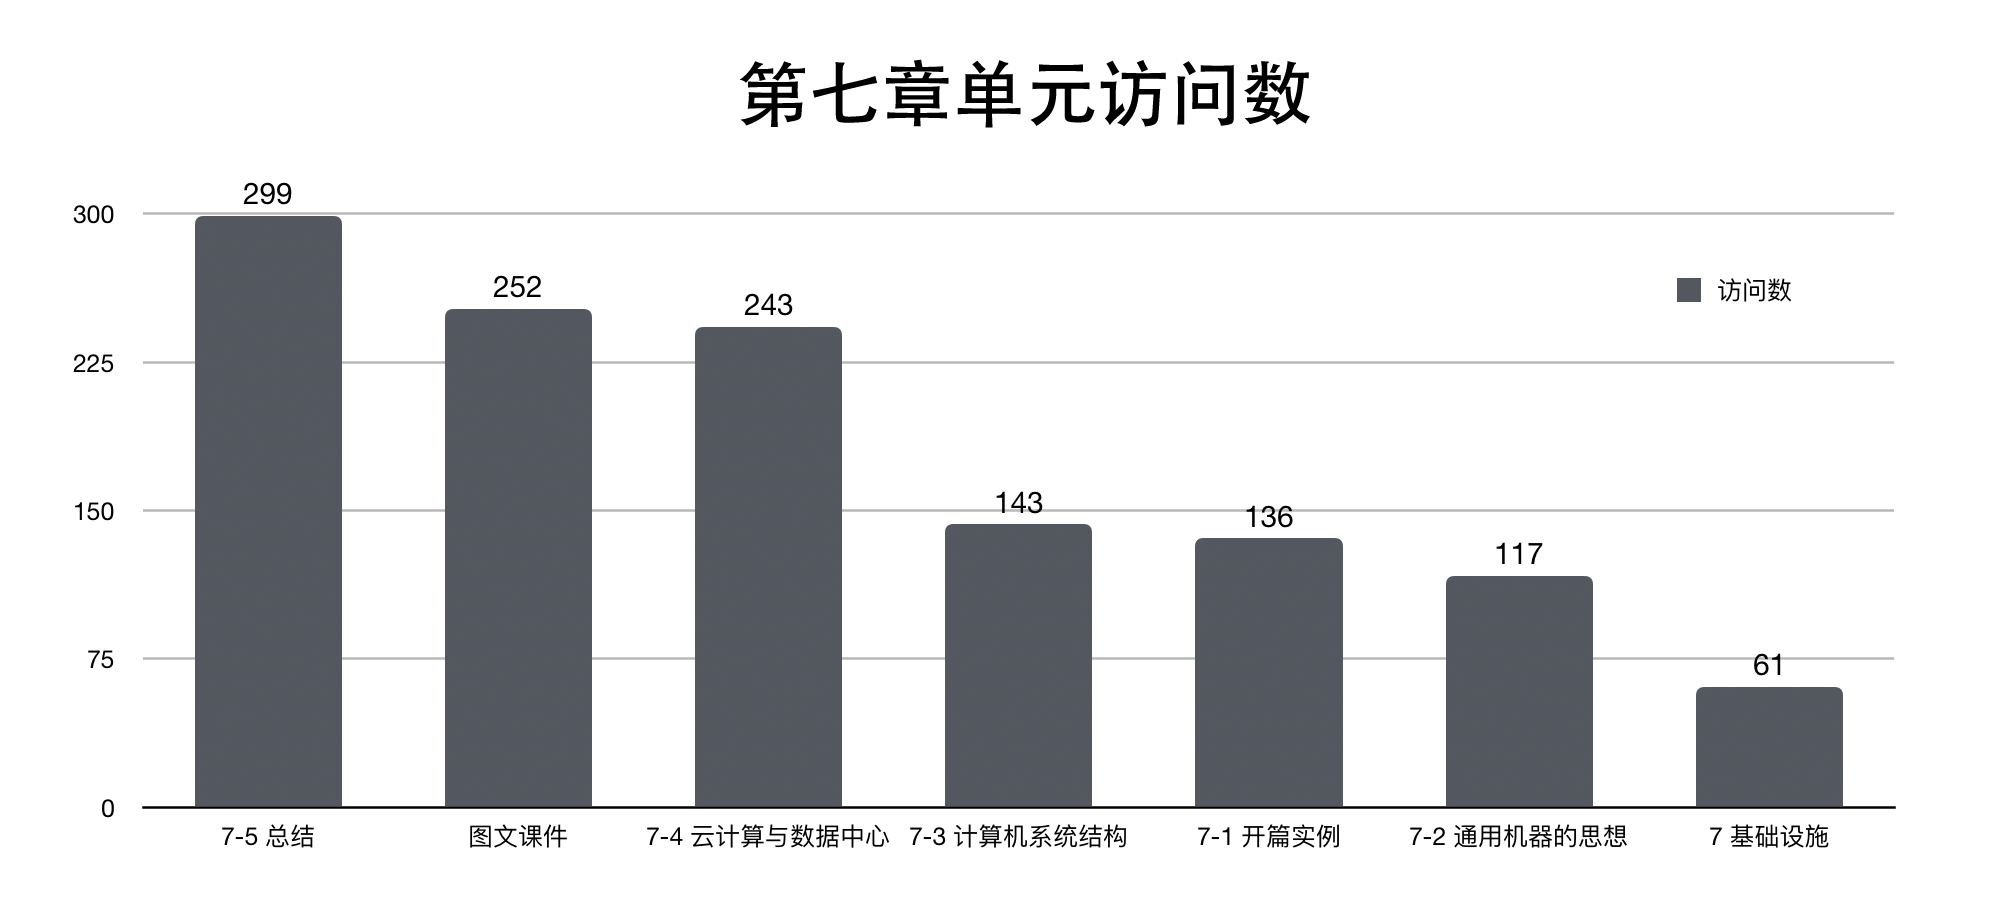 第七章单元访问数
299
300
252
访问数
243
225
143
150
136
117
75
61
0
7-5 总结
图文课件
7-4 云计算与数据中心
7-3 计算机系统结构
7-1 开篇实例
7-2 通用机器的思想
7 基础设施